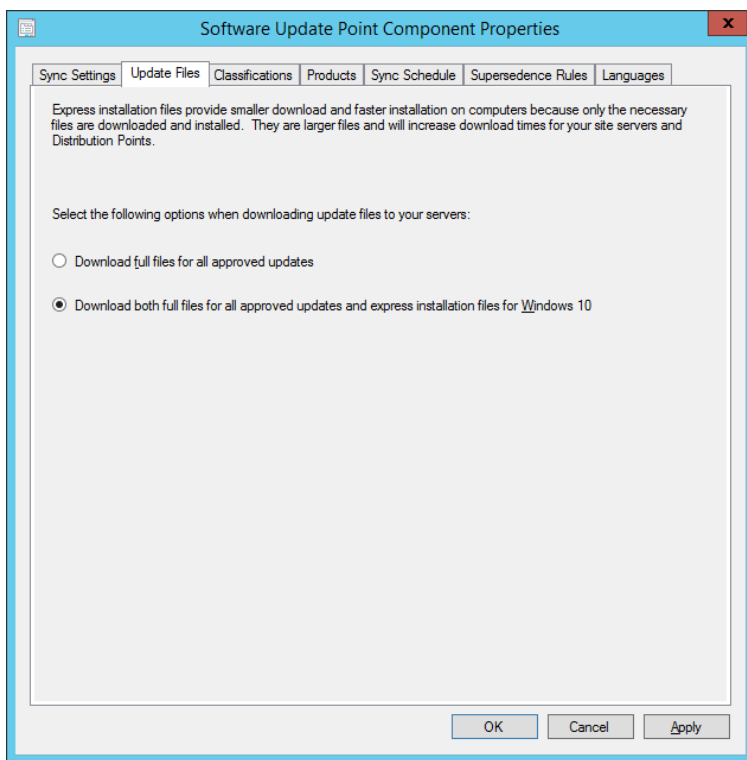 Software Update Point Component Properties
x
Sync Settings Update Files Classifications Products Sync Schedule Supersedence Rules Languages
Express installation files provide smaller download and faster installation on computers because only the necessary
files are downloaded and installed. They are larger files and will increase download times for your site servers and
Distribution Points.
Select the following options when downloading update files to your servers:
Download full files for all approved updates
Download both full files for all approved updates and express installation files for Windows 10
OK Cancel Apply